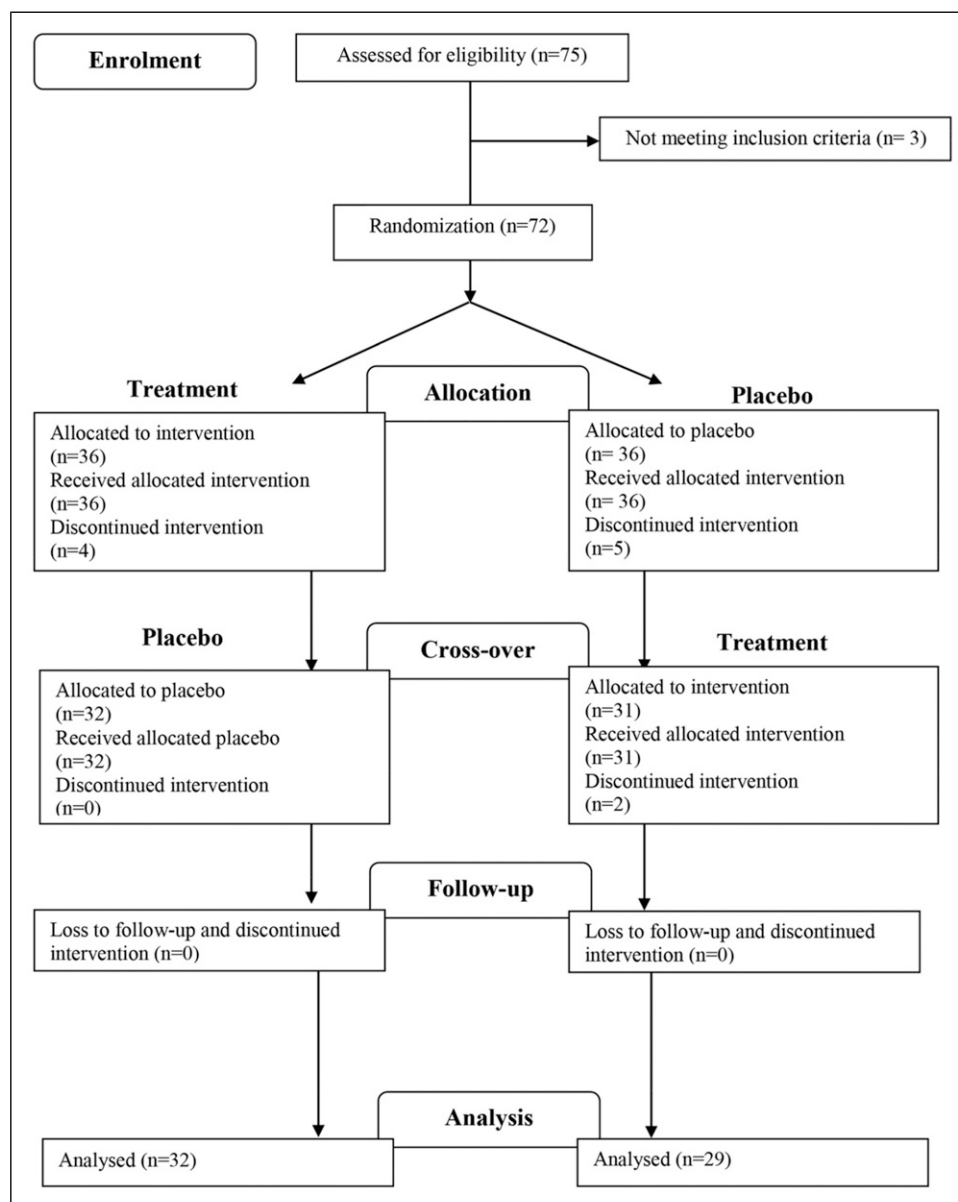 Enrolment
Assessed for eligibility (n=75)
Not meeting inclusion criteria (n= 3)
Randomization (n=72)
Treatment
Allocation
Placebo
Allocated to intervention
(n=36)
Received allocated intervention
(n=36)
Discontinued intervention
(n=4)
Allocated to placebo
(n= 36)
Received allocated intervention
(n= 36)
Discontinued intervention
(n=5)
Placebo
Cross-over
Treatment
Allocated to placebo
(n=32)
Received allocated placebo
(n=32)
Discontinued intervention
(n=0)
Allocated to intervention
(n=31)
Received allocated intervention
(n=31)
Discontinued intervention
(n=2)
Follow-up
Loss to follow-up and discontinued
intervention (n=0)
Loss to follow-up and discontinued
intervention (n=0)
Analysis
Analysed (n=32)
Analysed (n=29)